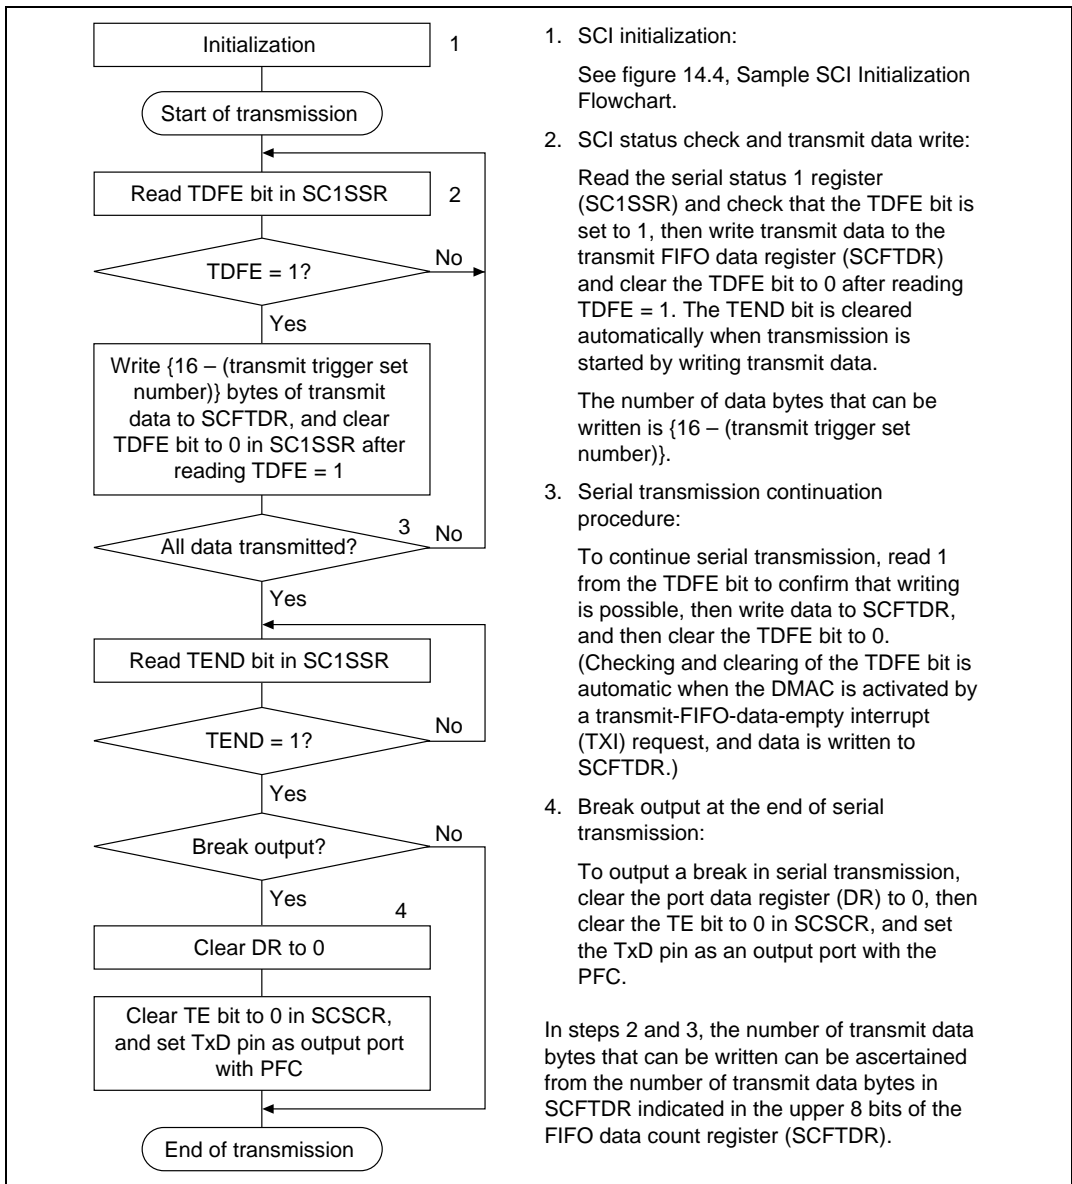 Initialization
1
Start of transmission
Read TDFE bit in SC1SSR
2
TDFE = 1?
No
Yes
Write {16 – (transmit trigger set
number)} bytes of transmit
data to SCFTDR, and clear
TDFE bit to 0 in SC1SSR after
reading TDFE = 1
3
All data transmitted?
No
Yes
Read TEND bit in SC1SSR
TEND = 1?
No
Yes
Break output?
No
Yes
4
Clear DR to 0
Clear TE bit to 0 in SCSCR,
and set TxD pin as output port
with PFC
End of transmission
1. SCI initialization:
See figure 14.4, Sample SCI Initialization
Flowchart.
2. SCI status check and transmit data write:
Read the serial status 1 register
(SC1SSR) and check that the TDFE bit is
set to 1, then write transmit data to the
transmit FIFO data register (SCFTDR)
and clear the TDFE bit to 0 after reading
TDFE = 1. The TEND bit is cleared
automatically when transmission is
started by writing transmit data.
The number of data bytes that can be
written is {16 – (transmit trigger set
number)}.
3. Serial transmission continuation
procedure:
To continue serial transmission, read 1
from the TDFE bit to confirm that writing
is possible, then write data to SCFTDR,
and then clear the TDFE bit to 0.
(Checking and clearing of the TDFE bit is
automatic when the DMAC is activated by
a transmit-FIFO-data-empty interrupt
(TXI) request, and data is written to
SCFTDR.)
4. Break output at the end of serial
transmission:
To output a break in serial transmission,
clear the port data register (DR) to 0, then
clear the TE bit to 0 in SCSCR, and set
the TxD pin as an output port with the
PFC.
In steps 2 and 3, the number of transmit data
bytes that can be written can be ascertained
from the number of transmit data bytes in
SCFTDR indicated in the upper 8 bits of the
FIFO data count register (SCFTDR).